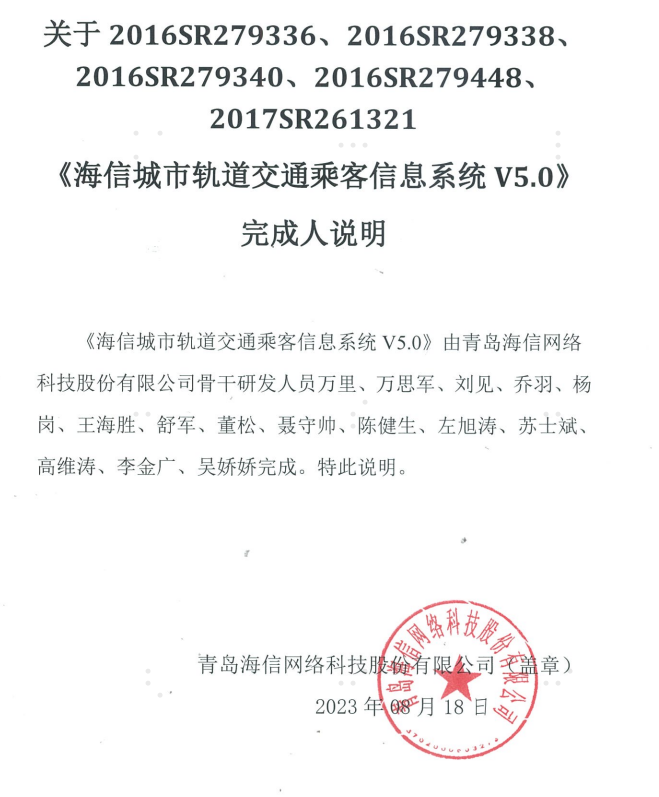 关于 2016SR279336、2016SR279338、
2016SR279340、2016SR279448、
2017SR261321
《海信城市轨道交通乘客信息系统 V5.0》
完成人说明
《海信城市轨道交通乘客信息系统 V5.0》由青岛海信网络
科技股份有限公司骨干研发人员万里、万思军、刘见、乔羽、杨
岗、王海胜、舒军、董松、聂守帅、陈健生、左旭涛、苏士斌、
高维涛、李金广、吴娇娇完成。特此说明。
青岛海信网络科技股份有限公司（盖章）
2023 年 08 月 18 日
青岛海信网络科技股份有限公司